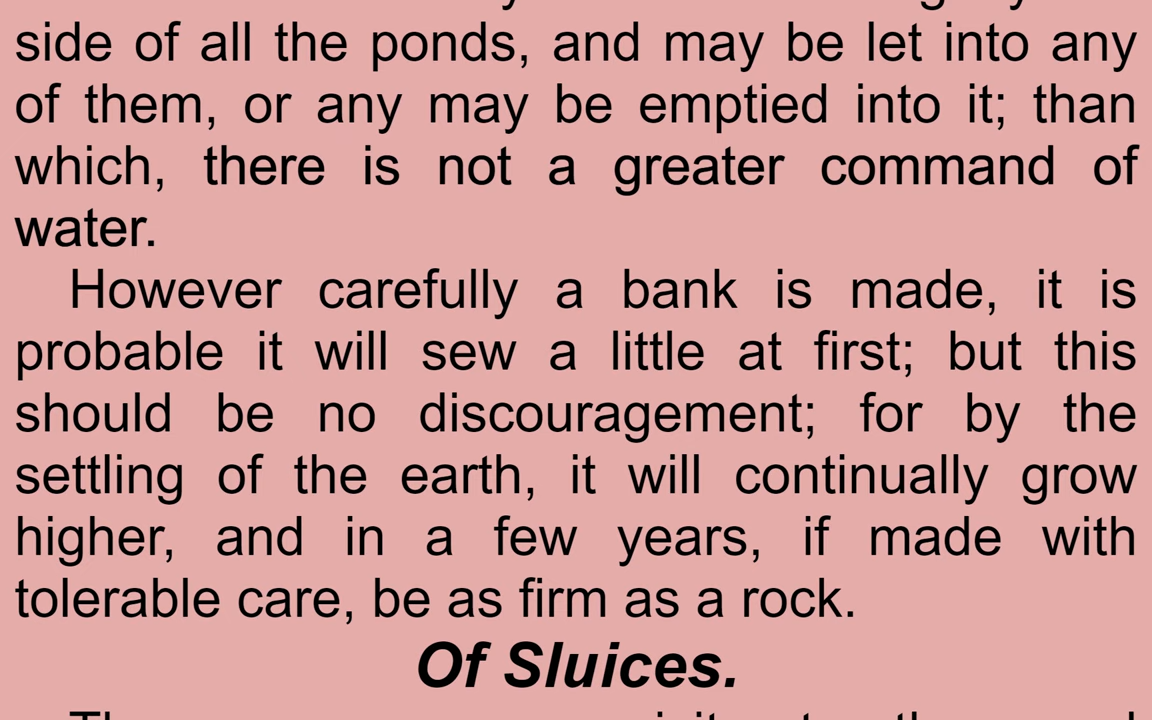 side of all the ponds, and may be let into any
of them, or any may be emptied into it; than
which, there is not a greater command of
water.
However carefully a bank is made, it is
probable it will sew a little at first; but this
should be no discouragement; for by the
settling of the earth, it will continually grow
higher, and in a few years, if made with
tolerable care, be as firm as a rock.
Of Sluices.